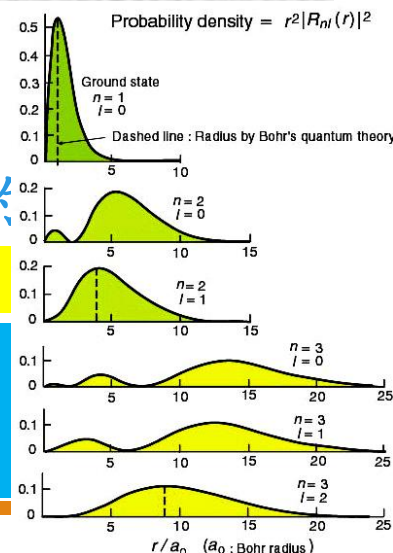 Probability density = r²|Rnl(r)|²
0.5
0.4
0.3
0.2
0.1
0
Ground state
n = 1
l = 0
Dashed line : Radius by Bohr's quantum theory
5 10
0.2
0.1
0
n = 2
l = 0
5 10 15
0.2
0.1
0
n = 2
l = 1
5 10 15
0.1
0
n = 3
l = 0
5 10 15 20 25
0.1
0
n = 3
l = 1
5 10 15 20 25
0.1
0
n = 3
l = 2
5 10 15 20 25
r/a₀ (a₀ : Bohr radius)